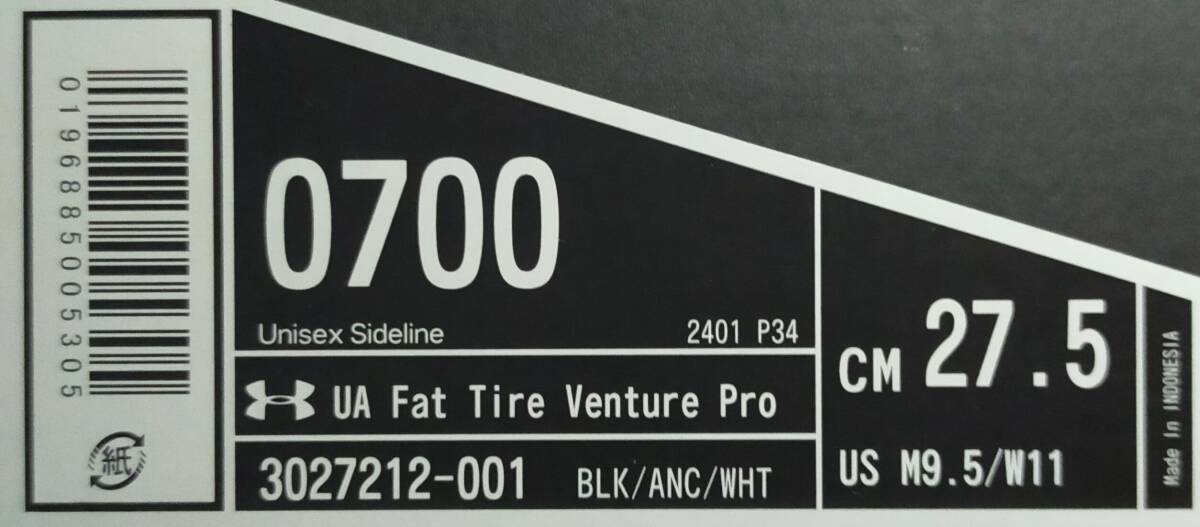 0196885005305
紙
0700
Unisex Sideline 2401 P34
UA Fat Tire Venture Pro
3027212-001 BLK/ANC/WHT
CM 27.5
US M9.5/W11
Made In INDONESIA